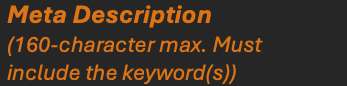 Meta Description
(160-character max. Must
include the keyword(s))